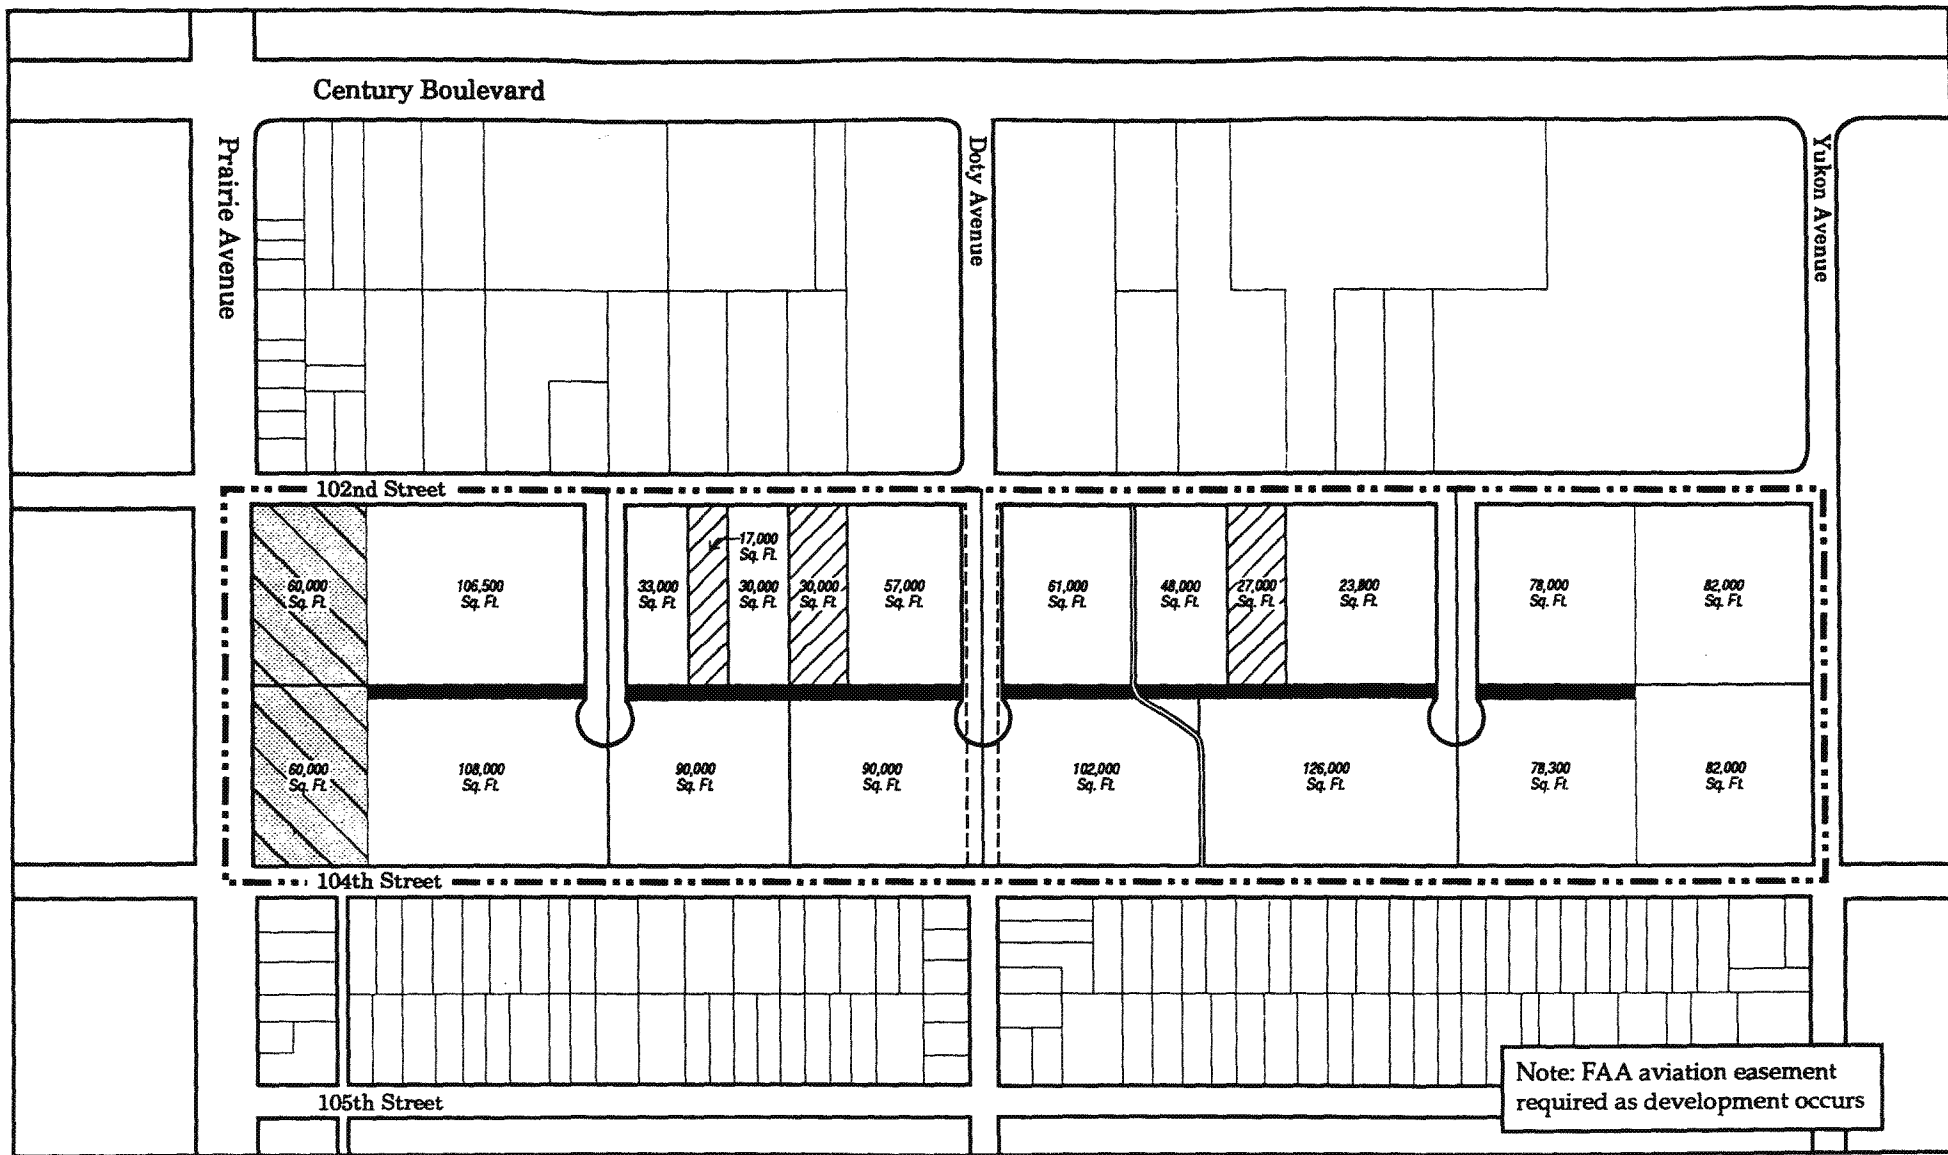 Century Boulevard
Prairie Avenue
Doty Avenue
Yukon Avenue
102nd Street
60,000
Sq. Ft.
106,500
Sq. Ft.
33,000
Sq. Ft.
17,000
Sq. Ft.
30,000
Sq. Ft.
30,000
Sq. Ft.
57,000
Sq. Ft.
61,000
Sq. Ft.
48,000
Sq. Ft.
27,000
Sq. Ft.
23,800
Sq. Ft.
78,000
Sq. Ft.
82,000
Sq. Ft.
60,000
Sq. Ft.
108,000
Sq. Ft.
90,000
Sq. Ft.
90,000
Sq. Ft.
102,000
Sq. Ft.
126,000
Sq. Ft.
78,300
Sq. Ft.
82,000
Sq. Ft.
104th Street
105th Street
Note: FAA aviation easement
required as development occurs